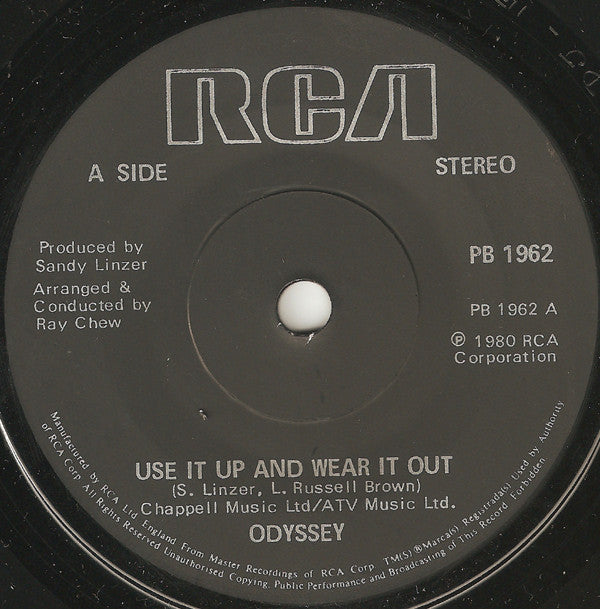 RCA
A SIDE
STEREO
Produced by
Sandy Linzer
Arranged &
Conducted by
Ray Chew
PB 1962
PB 1962 A
℗ 1980 RCA
Corporation
USE IT UP AND WEAR IT OUT
(S. Linzer, L. Russell Brown)
Chappell Music Ltd/ATV Music Ltd.
ODYSSEY
Manufactured by RCA Ltd. England. From Master Recordings of RCA Corp. TM(S) ® Marca(s) Registrada(s) Used by Authority
of RCA Corp. All Rights Reserved Unauthorised Copying, Public Performance and Broadcasting of This Record Forbidden.